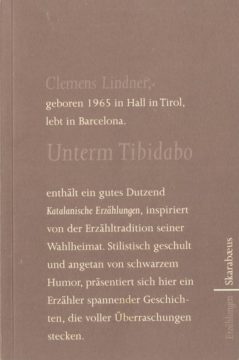 Clemens Lindner,
geboren 1965 in Hall in Tirol,
lebt in Barcelona.
Unterm Tibidabo
enthält ein gutes Dutzend
Katalanische Erzählungen, inspiriert
von der Erzähltradition seiner
Wahlheimat. Stilistisch geschult
und angetan von schwarzem
Humor, präsentiert sich hier ein
Erzähler spannender Geschich-
ten, die voller Überraschungen
stecken.
Erzählungen
Skarabæus